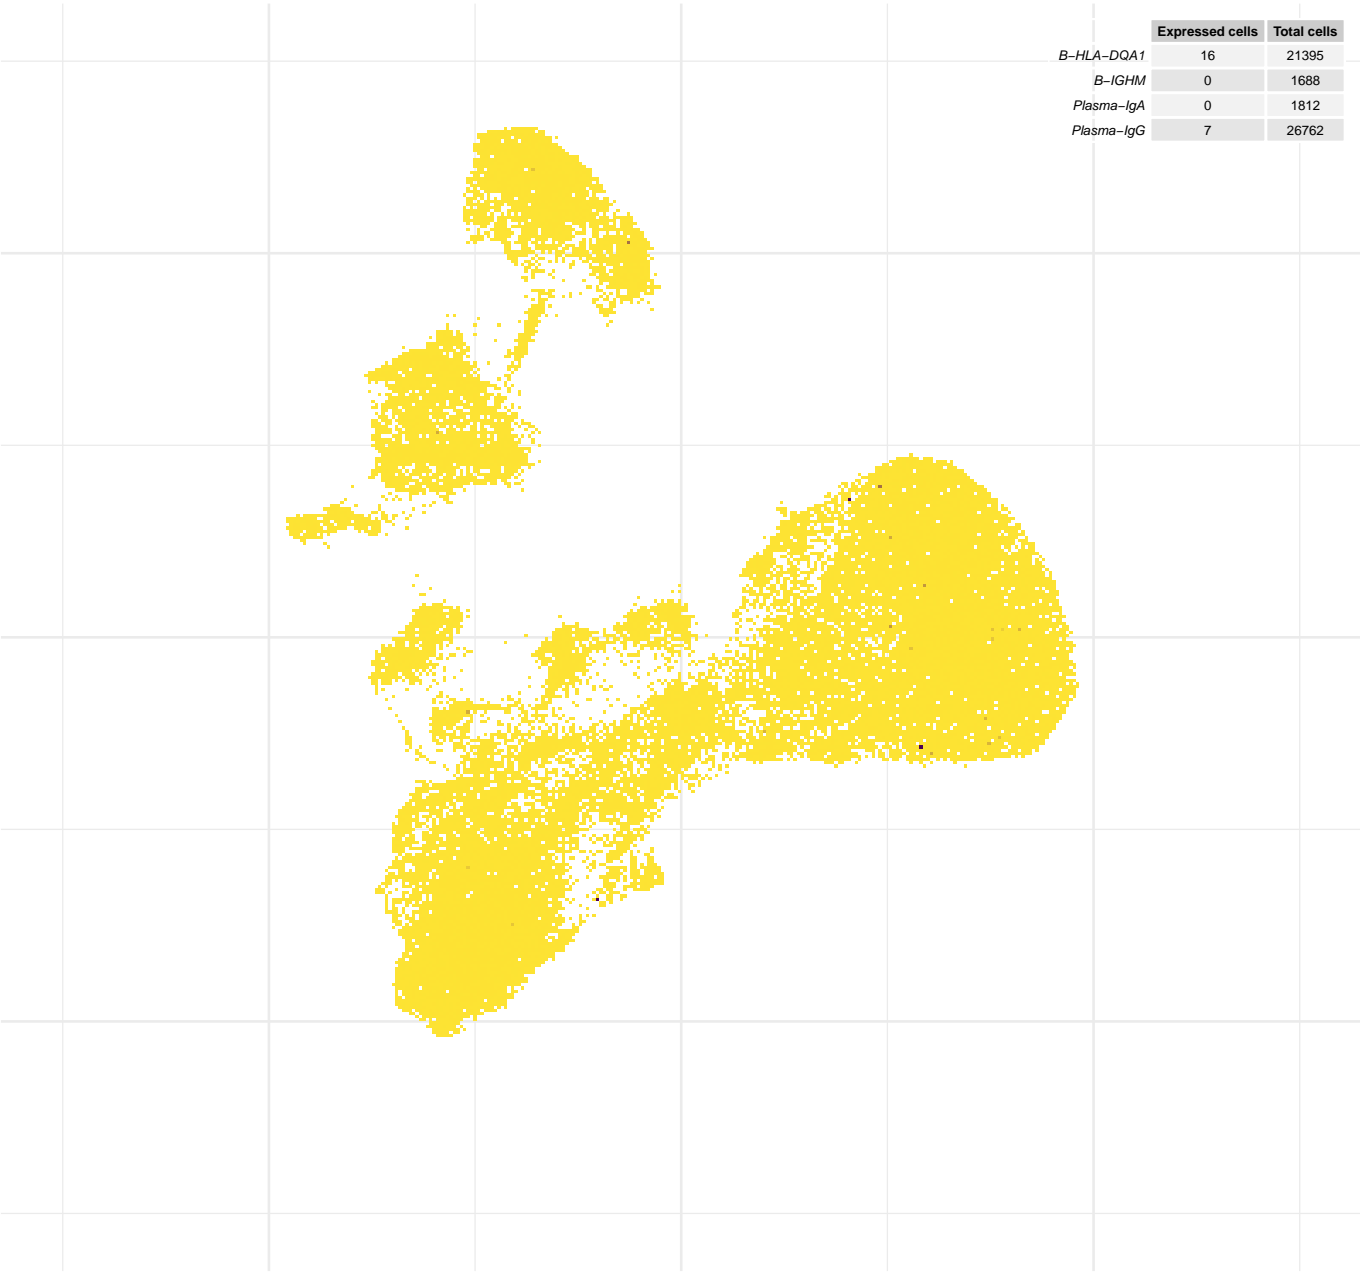 Expressed cells Total cells
B−HLA−DQA1 16 21395
B−IGHM 0 1688
Plasma−IgA 0 1812
Plasma−IgG 7 26762